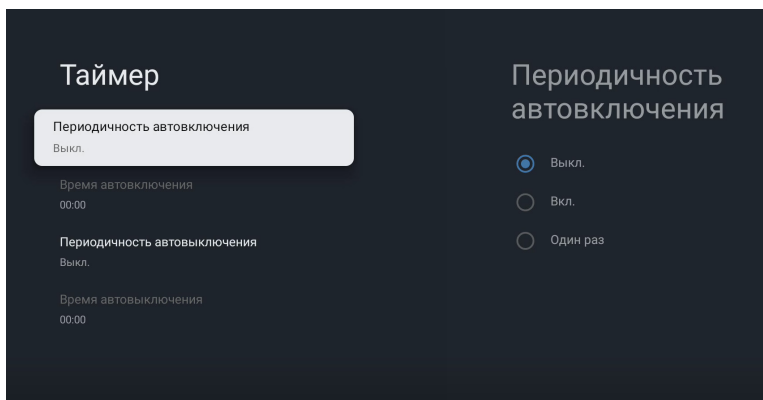 Таймер
Периодичность автовключения
Выкл.
Время автовключения
00:00
Периодичность автовыключения
Выкл.
Время автовыключения
00:00
Периодичность
автовключения
Выкл.
Вкл.
Один раз